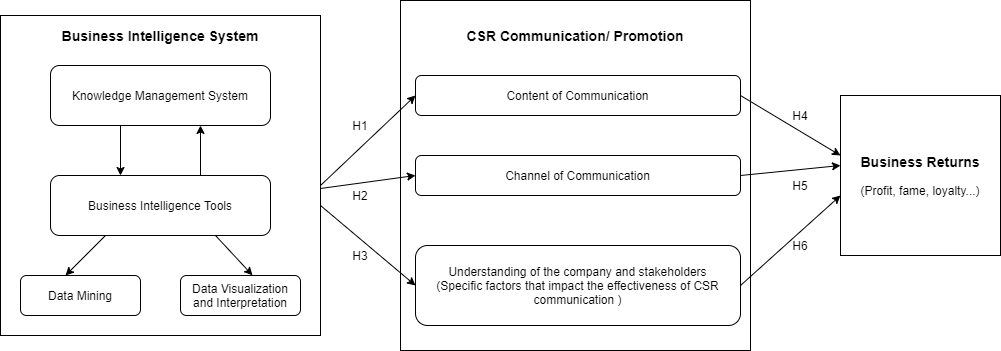 Business Intelligence System
Knowledge Management System
Business Intelligence Tools
Data Mining
Data Visualization
and Interpretation
H1
H2
H3
CSR Communication/ Promotion
Content of Communication
Channel of Communication
Understanding of the company and stakeholders
(Specific factors that impact the effectiveness of CSR
communication )
H4
H5
H6
Business Returns
(Profit, fame, loyalty...)